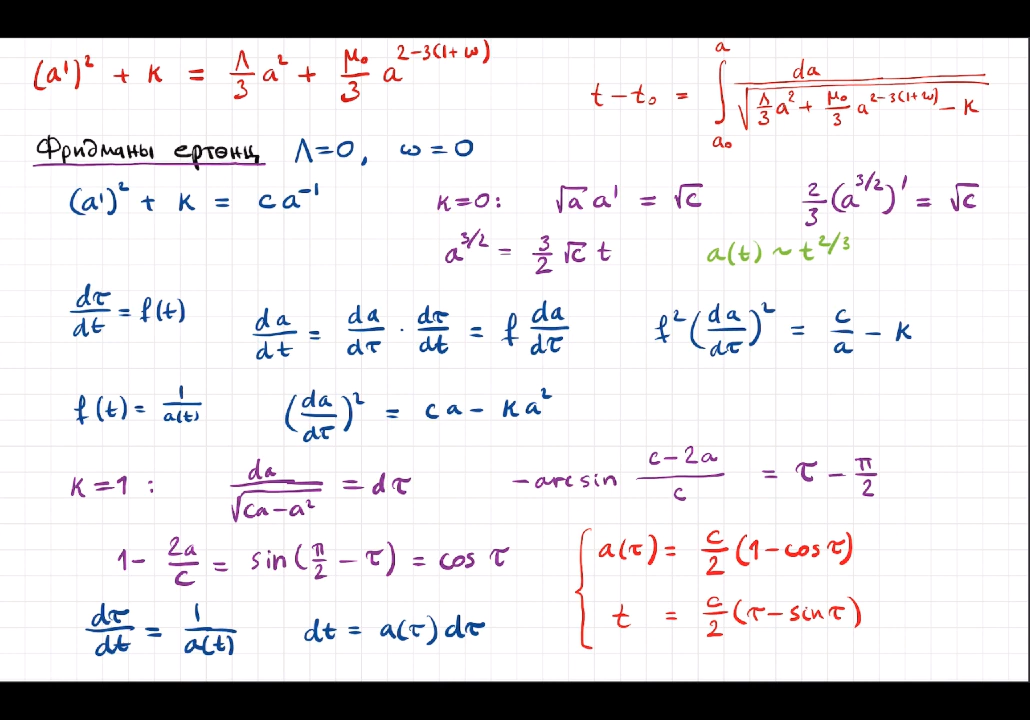 (a')² + κ = Λ/3 a² + μ₀/3 a^{2-3(1+ω)}
t - t₀ = ∫_{a₀}^{a} da / √(Λ/3 a² + μ₀/3 a^{2-3(1+ω)} - κ)
Фридманы ертөнц Λ=0, ω=0
(a')² + κ = c a⁻¹ κ=0: √a a' = √c 2/3 (a^{3/2})' = √c
a^{3/2} = 3/2 √c t a(t) ~ t^{2/3}
dτ/dt = f(t) da/dt = da/dτ · dτ/dt = f da/dτ f² (da/dτ)² = c/a - κ
f(t) = 1/a(t) (da/dτ)² = ca - κa²
κ=1: da/√(ca-a²) = dτ -arcsin (c-2a)/c = τ - π/2
1 - 2a/c = sin(π/2 - τ) = cos τ a(τ) = c/2 (1-cos τ)
dτ/dt = 1/a(t) dt = a(τ)dτ t = c/2 (τ - sin τ)